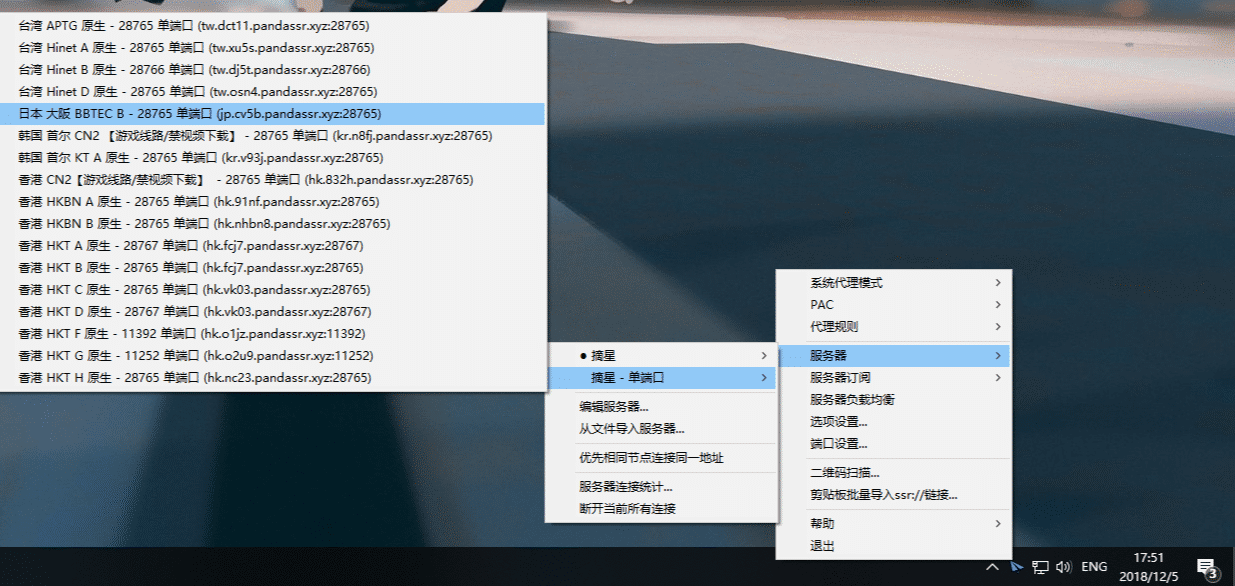 台湾 APTG 原生 - 28765 单端口 (tw.dct11.pandassr.xyz:28765)
台湾 Hinet A 原生 - 28765 单端口 (tw.xu5s.pandassr.xyz:28765)
台湾 Hinet B 原生 - 28766 单端口 (tw.dj5t.pandassr.xyz:28766)
台湾 Hinet D 原生 - 28765 单端口 (tw.osn4.pandassr.xyz:28765)
日本 大阪 BBTEC B - 28765 单端口 (jp.cv5b.pandassr.xyz:28765)
韩国 首尔 CN2 【游戏线路/禁视频下载】 - 28765 单端口 (kr.n8fj.pandassr.xyz:28765)
韩国 首尔 KT A 原生 - 28765 单端口 (kr.v93j.pandassr.xyz:28765)
香港 CN2【游戏线路/禁视频下载】 - 28765 单端口 (hk.832h.pandassr.xyz:28765)
香港 HKBN A 原生 - 28765 单端口 (hk.91nf.pandassr.xyz:28765)
香港 HKBN B 原生 - 28765 单端口 (hk.nhbn8.pandassr.xyz:28765)
香港 HKT A 原生 - 28767 单端口 (hk.fcj7.pandassr.xyz:28767)
香港 HKT B 原生 - 28765 单端口 (hk.fcj7.pandassr.xyz:28765)
香港 HKT C 原生 - 28765 单端口 (hk.vk03.pandassr.xyz:28765)
香港 HKT D 原生 - 28767 单端口 (hk.vk03.pandassr.xyz:28767)
香港 HKT F 原生 - 11392 单端口 (hk.o1jz.pandassr.xyz:11392)
香港 HKT G 原生 - 11252 单端口 (hk.o2u9.pandassr.xyz:11252)
香港 HKT H 原生 - 28765 单端口 (hk.nc23.pandassr.xyz:28765)
● 摘星
摘星 - 单端口
编辑服务器...
从文件导入服务器...
优先相同节点连接同一地址
服务器连接统计...
断开当前所有连接
系统代理模式
PAC
代理规则
服务器
服务器订阅
服务器负载均衡
选项设置...
端口设置...
二维码扫描...
剪贴板批量导入ssr://链接...
帮助
退出
ENG
17:51
2018/12/5
3